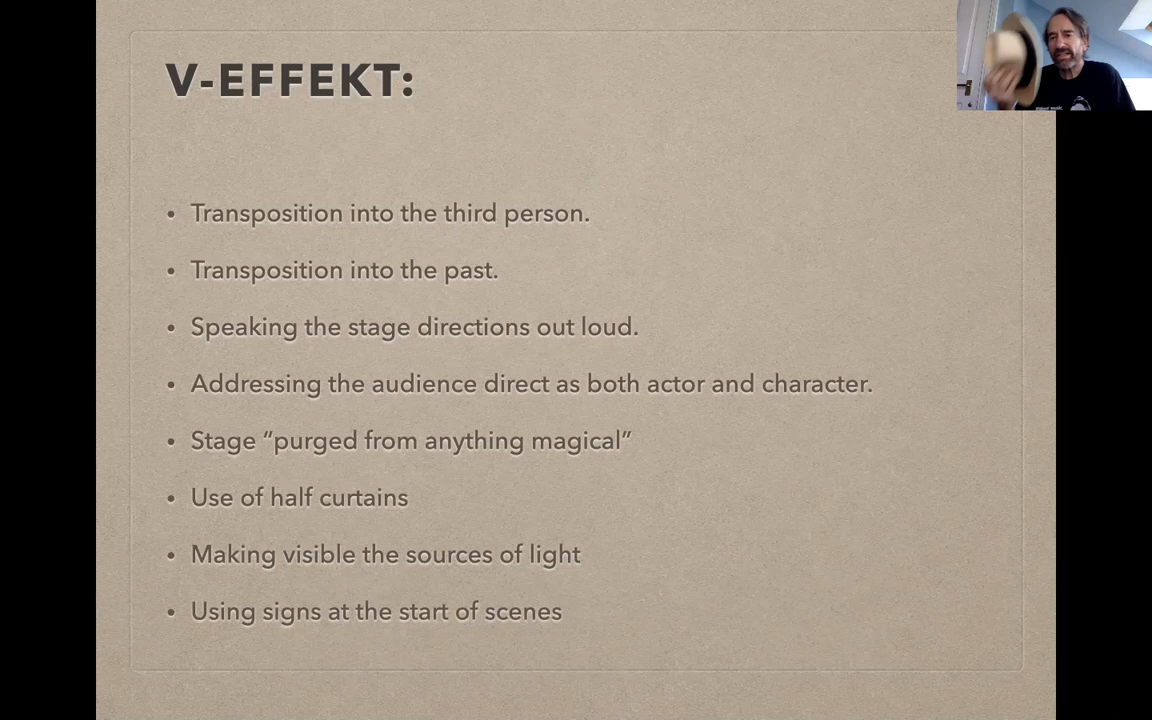 V-EFFEKT:
• Transposition into the third person.
• Transposition into the past.
• Speaking the stage directions out loud.
• Addressing the audience direct as both actor and character.
• Stage “purged from anything magical”
• Use of half curtains
• Making visible the sources of light
• Using signs at the start of scenes